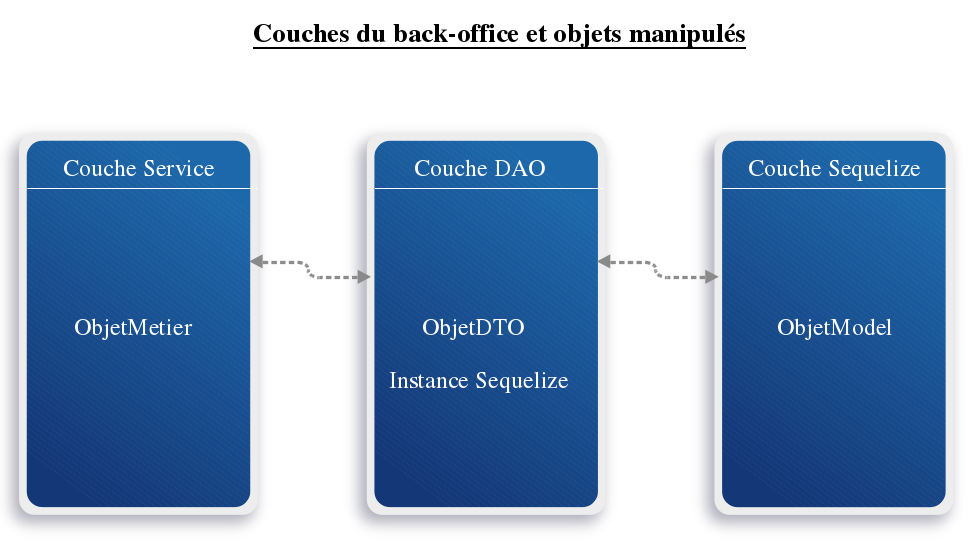 Couches du back-office et objets manipulés
Couche Service
ObjetMetier
Couche DAO
ObjetDTO
Instance Sequelize
Couche Sequelize
ObjetModel